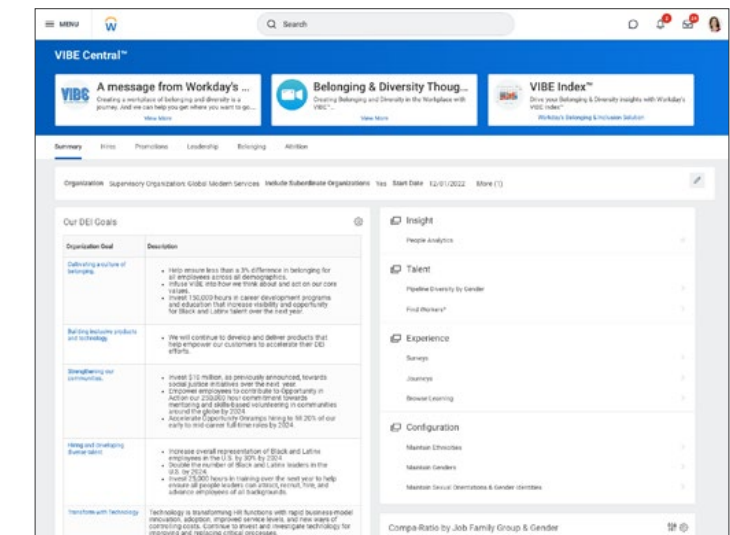 MENU
Search
VIBE Central™
VIBE
A message from Workday's ...
Creating a workplace of belonging and diversity is a
journey. And we can help you get where you want to go....
View More
Belonging & Diversity Thoug...
Creating Belonging and Diversity in the Workplace with
VIBE™...
View More
VIBE Index™
Drive your Belonging & Diversity insights with Workday's
VIBE Index™
Workday's Belonging & Inclusion Solution
Summary Hires Promotions Leadership Belonging Attrition
Organization Supervisory Organization: Global Modern Services Include Subordinate Organizations Yes Start Date 12/01/2022 More (1)
Our DEI Goals
Organization Goal Description
Cultivating a culture of
belonging.
Help ensure less than a 3% difference in belonging for
all employees across all demographics.
Infuse VIBE into how we think about and act on our core
values.
Invest 150,000 hours in career development programs
and education that increase visibility and opportunity
for Black and Latinx talent over the next year.
Building inclusive products
and technology
We will continue to develop and deliver products that
help empower our customers to accelerate their DEI
efforts.
Strengthening our
communities.
Invest $10 million, as previously announced, towards
social justice initiatives over the next year.
Empower employees to contribute to Opportunity in
Action our 250,000 hour commitment towards
mentoring and skills-based volunteering in communities
around the globe by 2024.
Accelerate Opportunity Onramps hiring to 20% of our
early to mid-career full-time roles by 2024.
Hiring and developing
diverse talent
Increase overall representation of Black and Latinx
employees in the U.S. by 30% by 2024
Double the number of Black and Latinx leaders in the
U.S. by 2024
Invest 25,000 hours in training over the next year to help
ensure all people leaders can attract, recruit, hire, and
advance employees of all backgrounds.
Transform with Technology
Technology is transforming HR functions with rapid business model
innovation, adoption, improved service levels, and new ways of
controlling costs. Continue to invest and investigate technology for
improving and replacing critical processes.
Insight
People Analytics
Talent
Pipeline Diversity by Gender
Find Workers*
Experience
Surveys
Journeys
Browse Learning
Configuration
Maintain Ethnicities
Maintain Genders
Maintain Sexual Orientations & Gender Identities
Compa-Ratio by Job Family Group & Gender